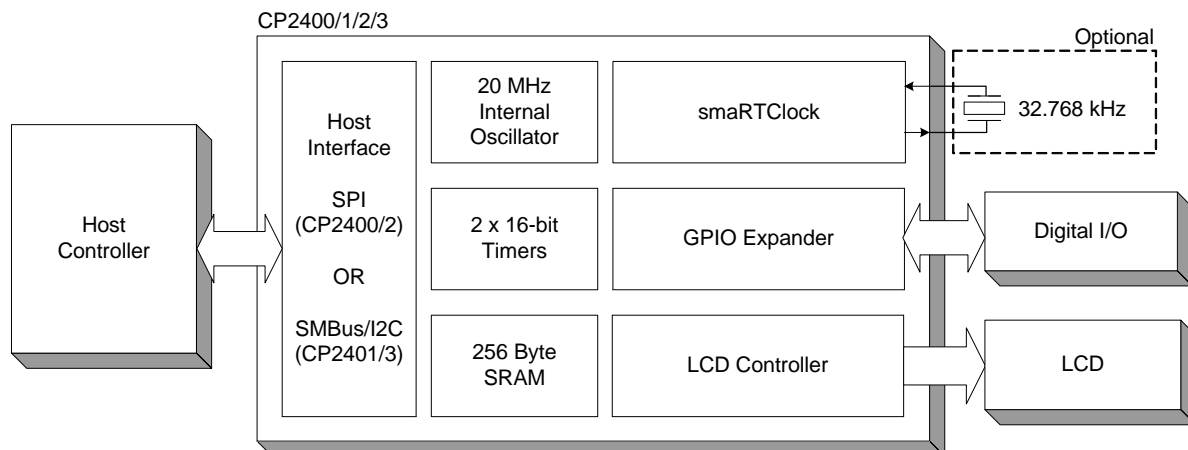 CP2400/1/2/3
Optional
Host
Controller
Host
Interface
SPI
(CP2400/2)
OR
SMBus/I2C
(CP2401/3)
20 MHz
Internal
Oscillator
smaRTClock
32.768 kHz
2 x 16-bit
Timers
GPIO Expander
Digital I/O
256 Byte
SRAM
LCD Controller
LCD